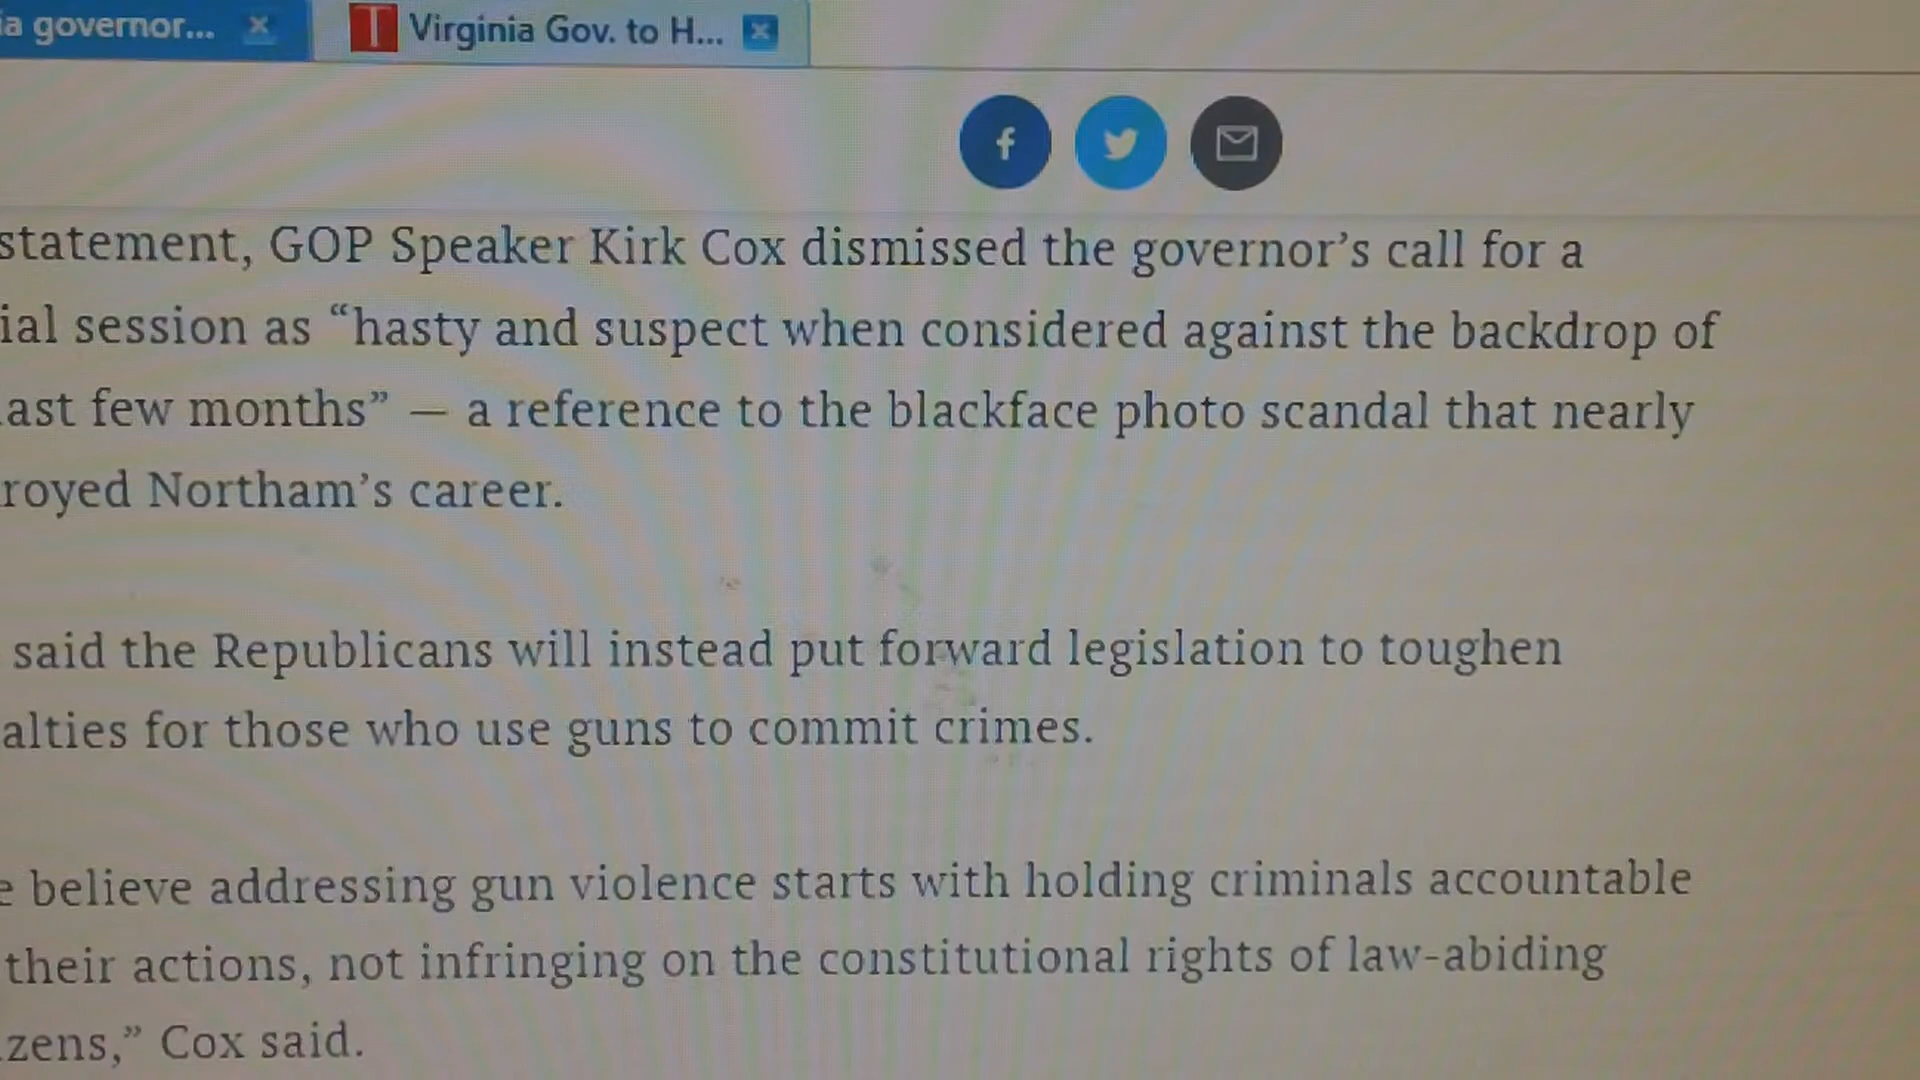 ia governor...
T Virginia Gov. to H...
f
statement, GOP Speaker Kirk Cox dismissed the governor’s call for a
ial session as “hasty and suspect when considered against the backdrop of
ast few months” — a reference to the blackface photo scandal that nearly
royed Northam’s career.
said the Republicans will instead put forward legislation to toughen
alties for those who use guns to commit crimes.
e believe addressing gun violence starts with holding criminals accountable
their actions, not infringing on the constitutional rights of law-abiding
zens,” Cox said.